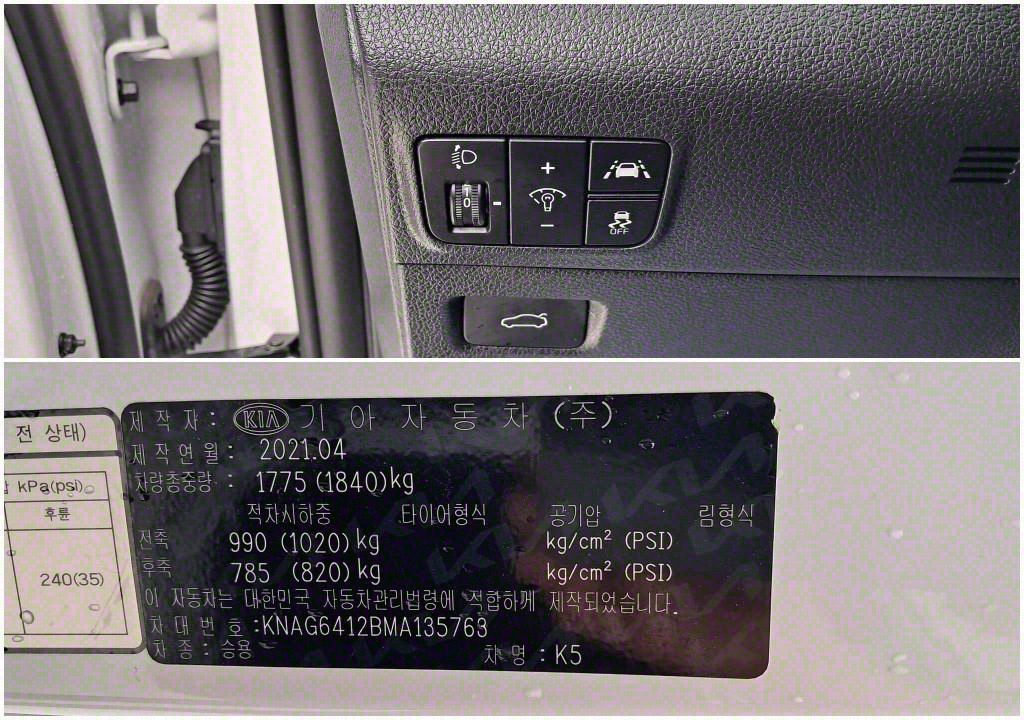 0
+
-
OFF
전 상태)
kPa(psi)
후륜
240(35)
제 작 자 : KIA 기 아 자 동 차 (주)
제 작 연 월 : 2021.04
차량총중량 : 1775 (1840)kg
적차시하중 타이어형식 공기압 림형식
전축 990 (1020)kg kg/cm² (PSI)
후축 785 (820)kg kg/cm² (PSI)
이 자동차는 대한민국 자동차관리법령에 적합하게 제작되었습니다.
차 대 번 호 :KNAG6412BMA135763
차 종 : 승용 차 명 : K5